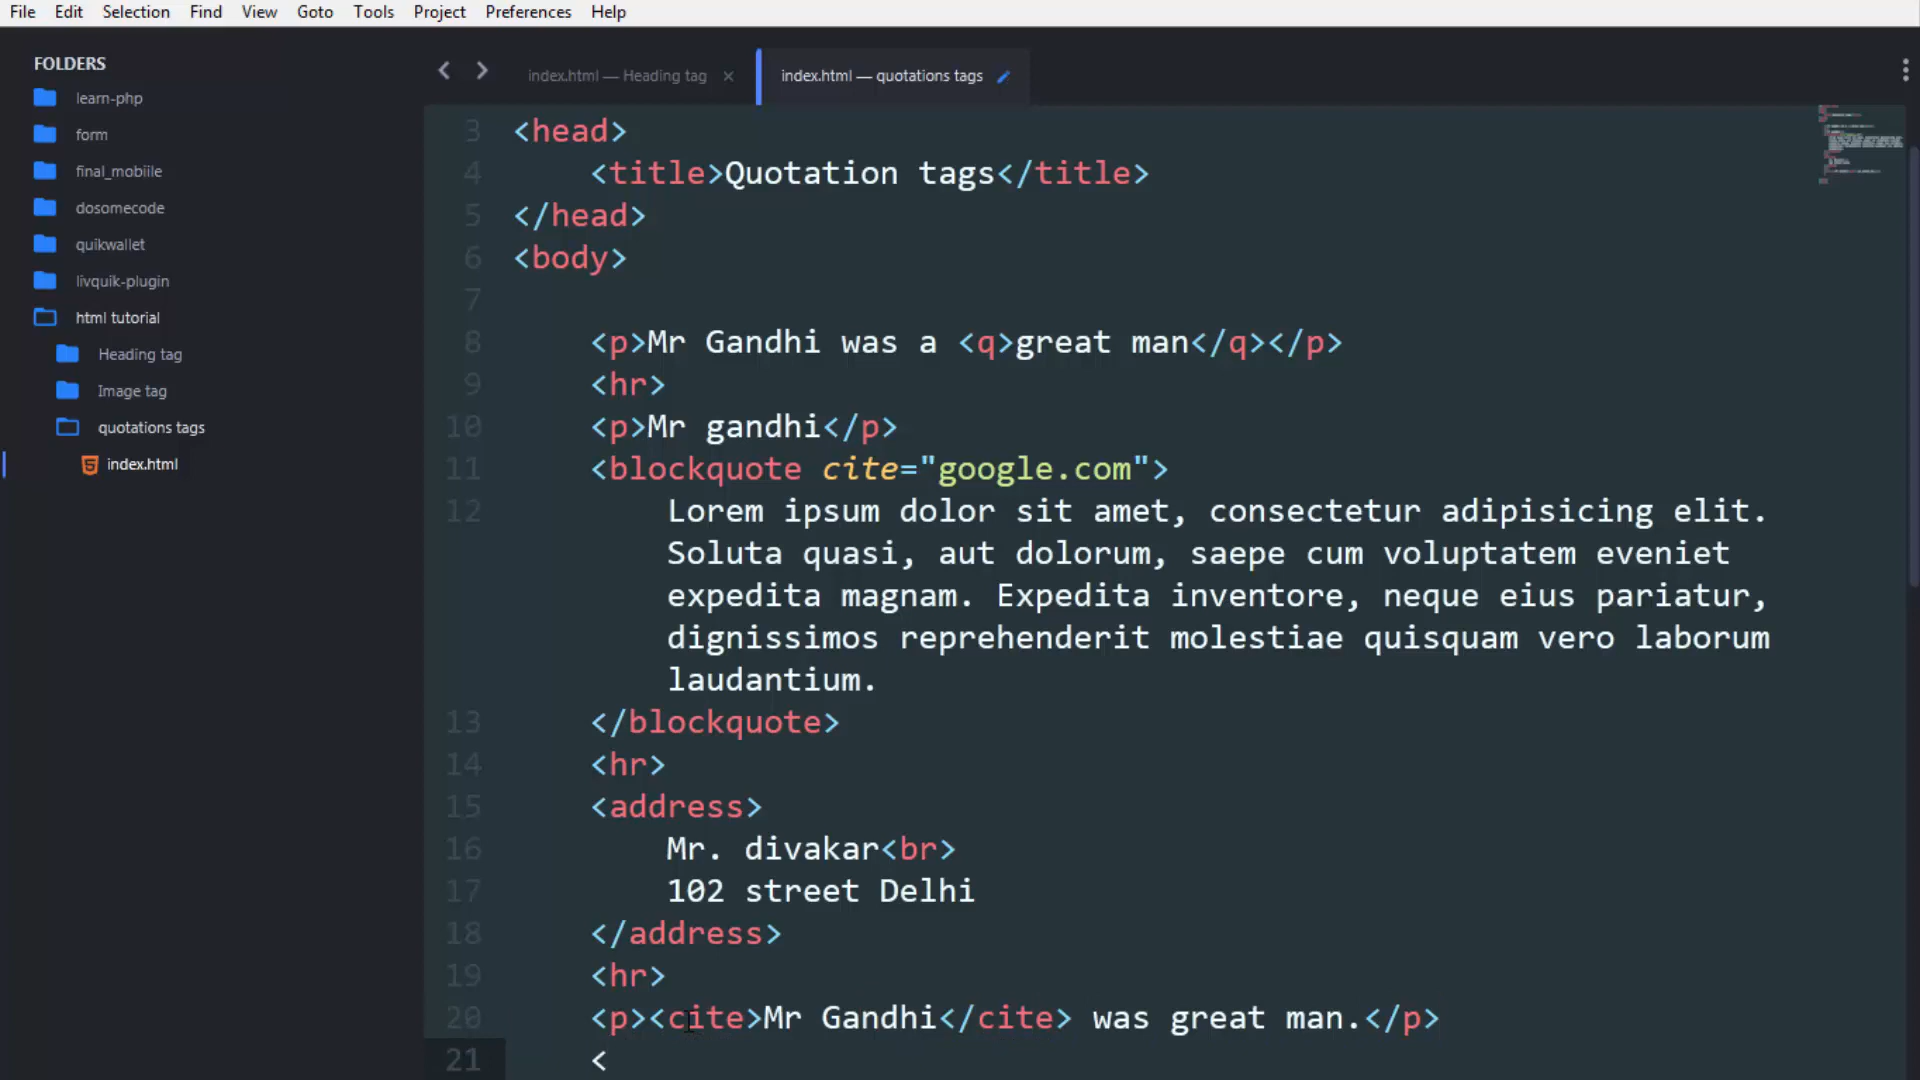 File Edit Selection Find View Goto Tools Project Preferences Help
FOLDERS
learn-php
form
final_mobiile
dosomecode
quikwallet
livquik-plugin
html tutorial
Heading tag
Image tag
quotations tags
index.html
index.html — Heading tag
index.html — quotations tags
3 <head>
4 <title>Quotation tags</title>
5 </head>
6 <body>
7
8 <p>Mr Gandhi was a <q>great man</q></p>
9 <hr>
10 <p>Mr gandhi</p>
11 <blockquote cite="google.com">
12 Lorem ipsum dolor sit amet, consectetur adipisicing elit.
Soluta quasi, aut dolorum, saepe cum voluptatem eveniet
expedita magnam. Expedita inventore, neque eius pariatur,
dignissimos reprehenderit molestiae quisquam vero laborum
laudantium.
13 </blockquote>
14 <hr>
15 <address>
16 Mr. divakar<br>
17 102 street Delhi
18 </address>
19 <hr>
20 <p><cite>Mr Gandhi</cite> was great man.</p>
21 <